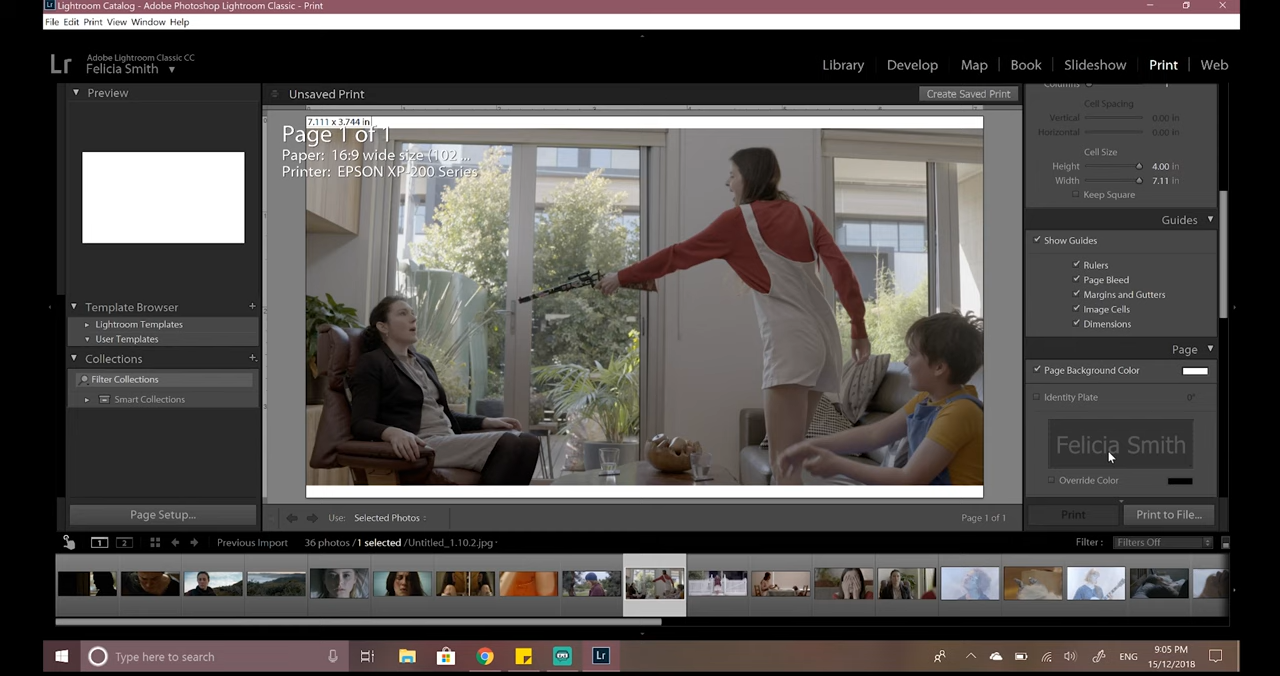 Lightroom Catalog - Adobe Photoshop Lightroom Classic - Print
File Edit Print View Window Help
Adobe Lightroom Classic CC
Felicia Smith
Library Develop Map Book Slideshow Print Web
Preview
Unsaved Print
Create Saved Print
7.111 x 3.744 in
Page 1 of 1
Paper: 16:9 wide size (102 ...
Printer: EPSON XP-200 Series
Template Browser
Lightroom Templates
User Templates
Collections
Filter Collections
Smart Collections
Page Setup...
Columns 1
Cell Spacing
Vertical 0.00 in
Horizontal 0.00 in
Cell Size
Height 4.00 in
Width 7.11 in
Keep Square
Guides
Show Guides
Rulers
Page Bleed
Margins and Gutters
Image Cells
Dimensions
Page
Page Background Color
Identity Plate 0°
Felicia Smith
Override Color
Print Print to File...
Use: Selected Photos
Page 1 of 1
1 2 Previous Import 36 photos / 1 selected / Untitled_1.10.2.jpg
Filter : Filters Off
Type here to search
Lr
ENG
9:05 PM
15/12/2018